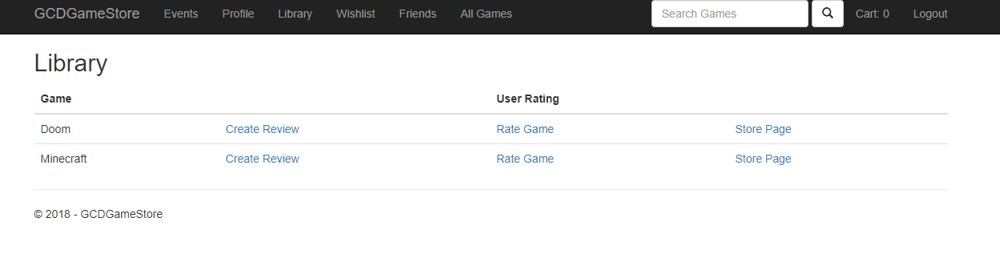 GCDGameStore Events Profile Library Wishlist Friends All Games Search Games Cart: 0 Logout
Library
Game User Rating
Doom Create Review Rate Game Store Page
Minecraft Create Review Rate Game Store Page
© 2018 - GCDGameStore